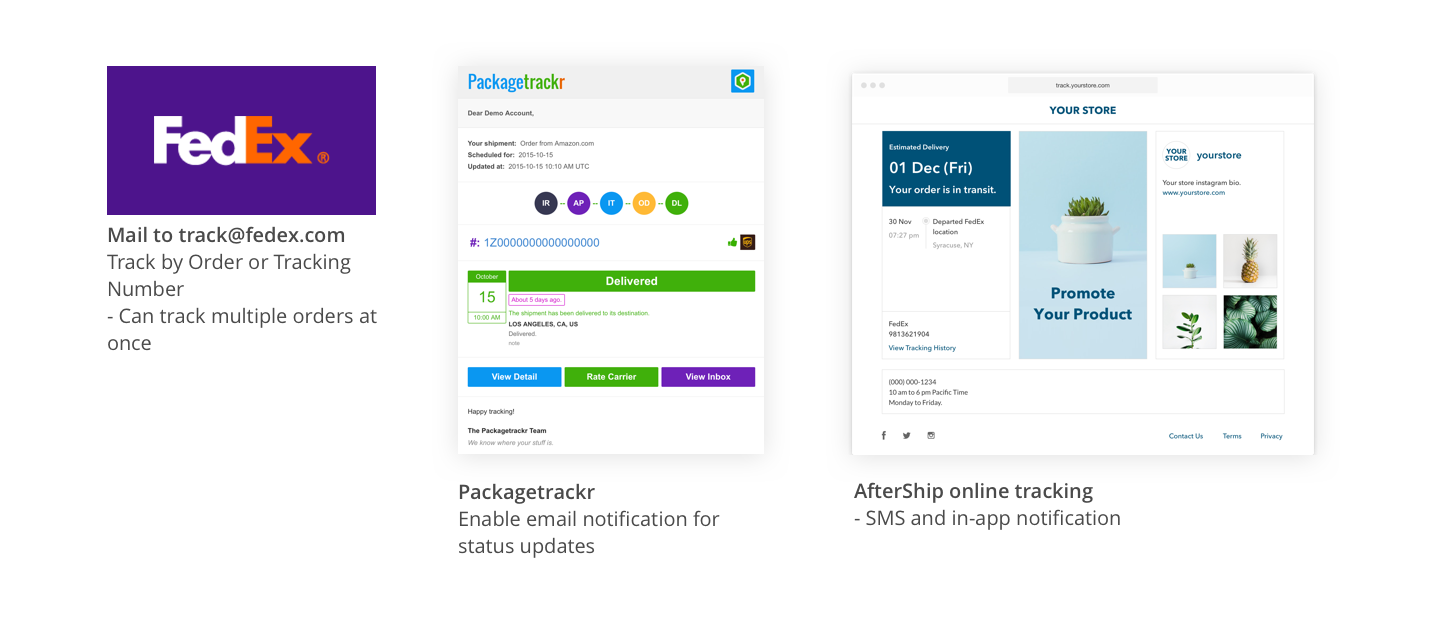 FedEx®
Mail to track@fedex.com
Track by Order or Tracking
Number
- Can track multiple orders at
once
Packagetrackr
Dear Demo Account,
Your shipment: Order from Amazon.com
Scheduled for: 2015-10-15
Updated at: 2015-10-15 10:10 AM UTC
IR -- AP -- IT -- OD -- DL
#: 1Z0000000000000000
ups
October
15
10:00 AM
Delivered
About 5 days ago.
The shipment has been delivered to its destination.
LOS ANGELES, CA, US
Delivered.
note
View Detail
Rate Carrier
View Inbox
Happy tracking!
The Packagetrackr Team
We know where your stuff is.
Packagetrackr
Enable email notification for
status updates
track.yourstore.com
YOUR STORE
Estimated Delivery
01 Dec (Fri)
Your order is in transit.
30 Nov
07:27 pm
Departed FedEx
location
Syracuse, NY
FedEx
9813621904
View Tracking History
Promote
Your Product
YOUR
STORE
yourstore
Your store instagram bio.
www.yourstore.com
(000) 000-1234
10 am to 6 pm Pacific Time
Monday to Friday.
Contact Us
Terms
Privacy
AfterShip online tracking
- SMS and in-app notification